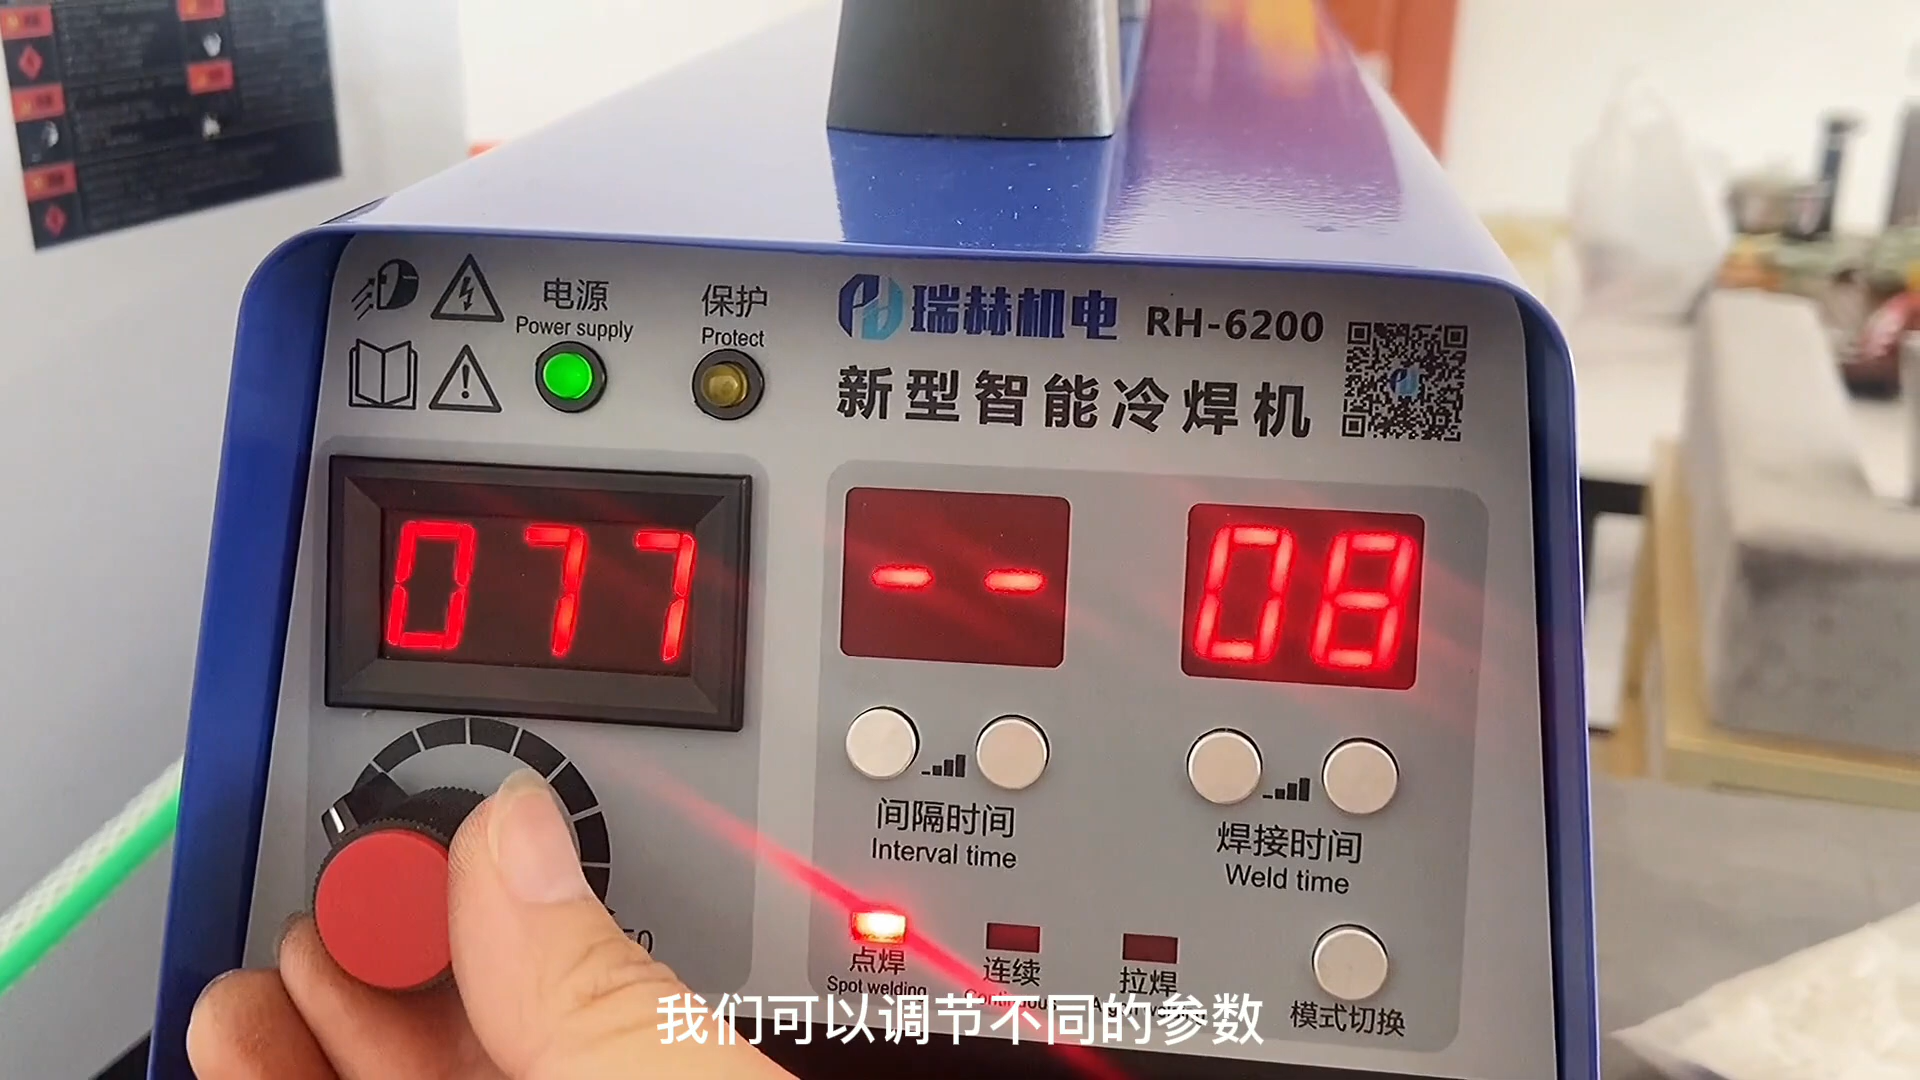 电源
Power supply
保护
Protect
瑞赫机电 RH-6200
新型智能冷焊机
077
--
08
间隔时间
Interval time
焊接时间
Weld time
点焊
Spot welding
连续
拉焊
模式切换
我们可以调节不同的参数